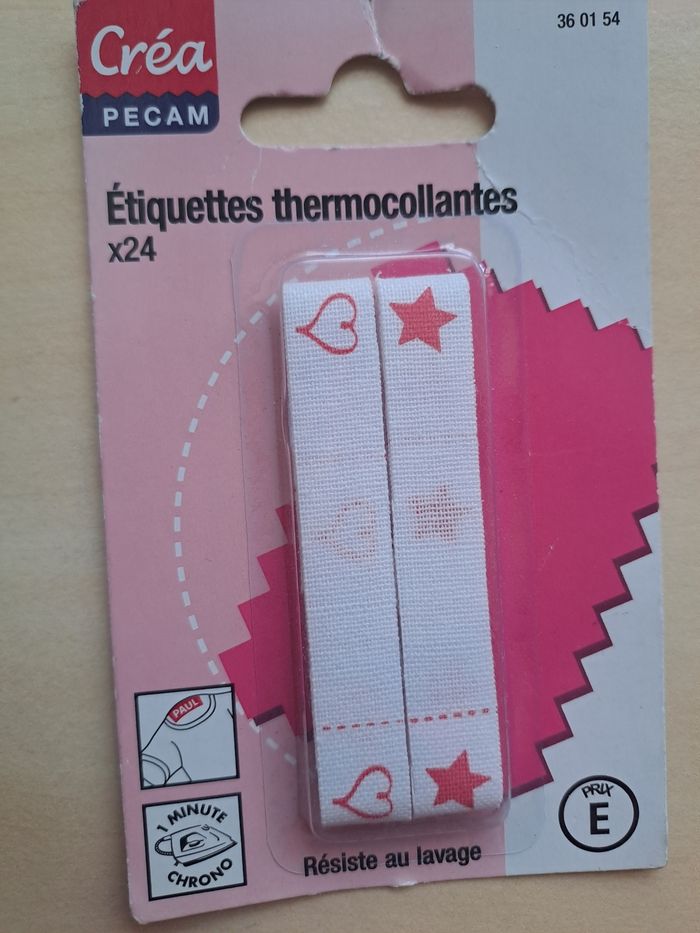 36 01 54
Créa
PECAM
Étiquettes thermocollantes
x24
PAUL
1 MINUTE
CHRONO
Résiste au lavage
PRIX
E